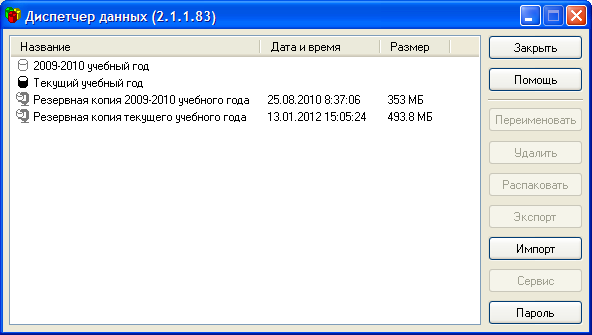 Диспетчер данных (2.1.1.83)
Название Дата и время Размер
2009-2010 учебный год
Текущий учебный год
Резервная копия 2009-2010 учебного года 25.08.2010 8:37:06 353 МБ
Резервная копия текущего учебного года 13.01.2012 15:05:24 493.8 МБ
Закрыть
Помощь
Переименовать
Удалить
Распаковать
Экспорт
Импорт
Сервис
Пароль